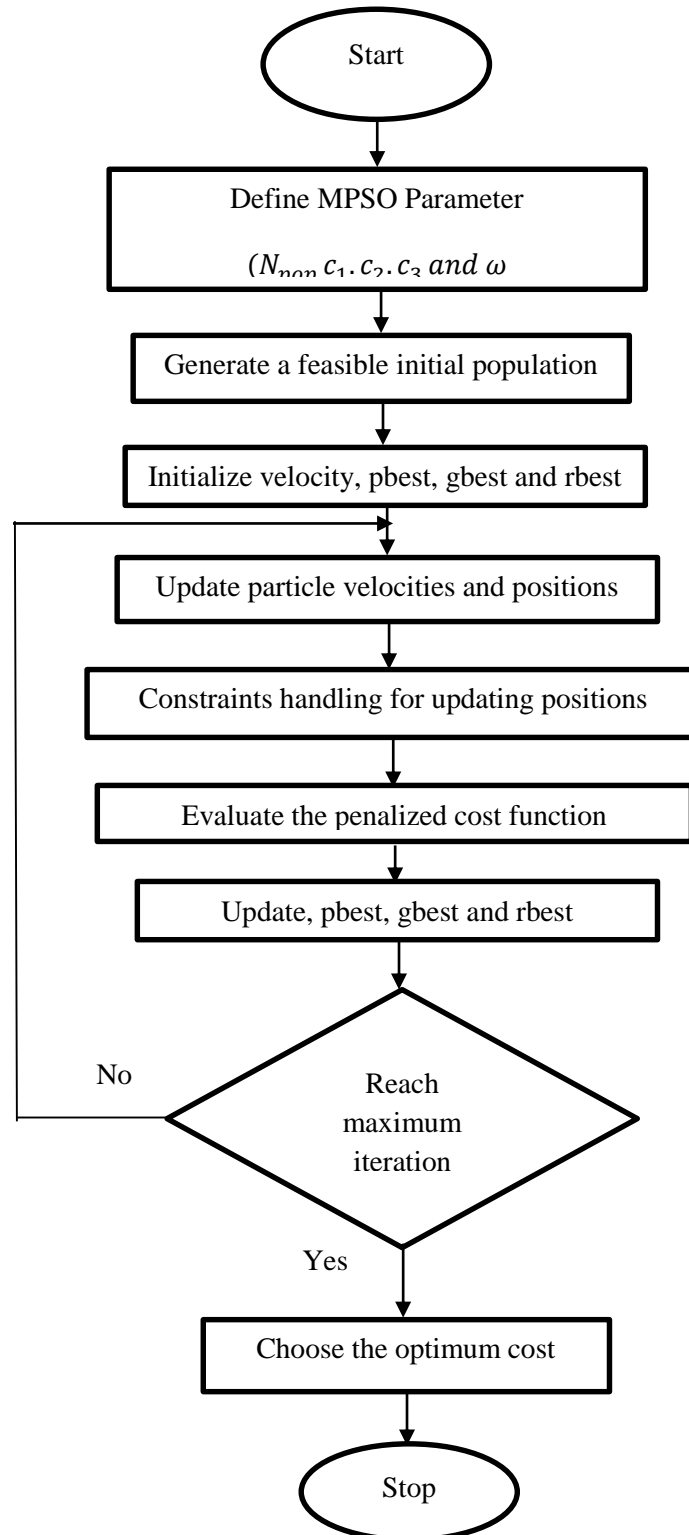 Start
Define MPSO Parameter
(N c₁. c₂. c₃ and ω
Generate a feasible initial population
Initialize velocity, pbest, gbest and rbest
Update particle velocities and positions
Constraints handling for updating positions
Evaluate the penalized cost function
Update, pbest, gbest and rbest
No
Reach
maximum
iteration
Yes
Choose the optimum cost
Stop